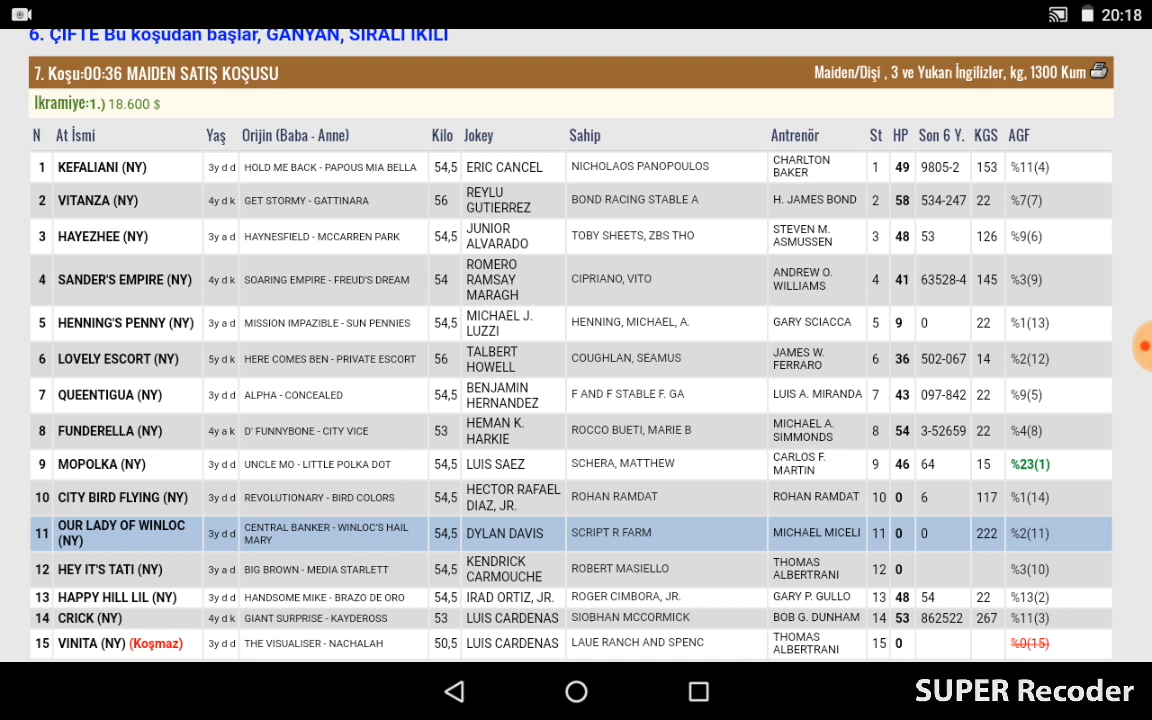 20:18
6. ÇİFTE Bu koşudan başlar, GANYAN, SIRALI İKİLİ
7. Koşu:00:36 MAIDEN SATIŞ KOŞUSU Maiden/Dişi , 3 ve Yukarı İngilizler, kg, 1300 Kum
İkramiye:1.) 18.600 $
N At İsmi Yaş Orijin (Baba - Anne) Kilo Jokey Sahip Antrenör St HP Son 6 Y. KGS AGF
1 KEFALIANI (NY) 3y d d HOLD ME BACK - PAPOUS MIA BELLA 54,5 ERIC CANCEL NICHOLAOS PANOPOULOS CHARLTON BAKER 1 49 9805-2 153 %11(4)
2 VITANZA (NY) 4y d k GET STORMY - GATTINARA 56 REYLU GUTIERREZ BOND RACING STABLE A H. JAMES BOND 2 58 534-247 22 %7(7)
3 HAYEZHEE (NY) 3y a d HAYNESFIELD - MCCARREN PARK 54,5 JUNIOR ALVARADO TOBY SHEETS, ZBS THO STEVEN M. ASMUSSEN 3 48 53 126 %9(6)
4 SANDER'S EMPIRE (NY) 4y d k SOARING EMPIRE - FREUD'S DREAM 54 ROMERO RAMSAY MARAGH CIPRIANO, VITO ANDREW O. WILLIAMS 4 41 63528-4 145 %3(9)
5 HENNING'S PENNY (NY) 3y a d MISSION IMPAZIBLE - SUN PENNIES 54,5 MICHAEL J. LUZZI HENNING, MICHAEL, A. GARY SCIACCA 5 9 0 22 %1(13)
6 LOVELY ESCORT (NY) 5y d k HERE COMES BEN - PRIVATE ESCORT 56 TALBERT HOWELL COUGHLAN, SEAMUS JAMES W. FERRARO 6 36 502-067 14 %2(12)
7 QUEENTIGUA (NY) 3y d d ALPHA - CONCEALED 54,5 BENJAMIN HERNANDEZ F AND F STABLE F. GA LUIS A. MIRANDA 7 43 097-842 22 %9(5)
8 FUNDERELLA (NY) 4y a k D' FUNNYBONE - CITY VICE 53 HEMAN K. HARKIE ROCCO BUETI, MARIE B MICHAEL A. SIMMONDS 8 54 3-52659 22 %4(8)
9 MOPOLKA (NY) 3y d d UNCLE MO - LITTLE POLKA DOT 54,5 LUIS SAEZ SCHERA, MATTHEW CARLOS F. MARTIN 9 46 64 15 %23(1)
10 CITY BIRD FLYING (NY) 3y d d REVOLUTIONARY - BIRD COLORS 54,5 HECTOR RAFAEL DIAZ, JR. ROHAN RAMDAT ROHAN RAMDAT 10 0 6 117 %1(14)
11 OUR LADY OF WINLOC (NY) 3y d d CENTRAL BANKER - WINLOC'S HAIL MARY 54,5 DYLAN DAVIS SCRIPT R FARM MICHAEL MICELI 11 0 0 222 %2(11)
12 HEY IT'S TATI (NY) 3y a d BIG BROWN - MEDIA STARLETT 54,5 KENDRICK CARMOUCHE ROBERT MASIELLO THOMAS ALBERTRANI 12 0 %3(10)
13 HAPPY HILL LIL (NY) 3y d d HANDSOME MIKE - BRAZO DE ORO 54,5 IRAD ORTIZ, JR. ROGER CIMBORA, JR. GARY P. GULLO 13 48 54 22 %13(2)
14 CRICK (NY) 4y d k GIANT SURPRISE - KAYDEROSS 53 LUIS CARDENAS SIOBHAN MCCORMICK BOB G. DUNHAM 14 53 862522 267 %11(3)
15 VINITA (NY) (Koşmaz) 3y d d THE VISUALISER - NACHALAH 50,5 LUIS CARDENAS LAUE RANCH AND SPENC THOMAS ALBERTRANI 15 0 %0(15)
SUPER Recorder